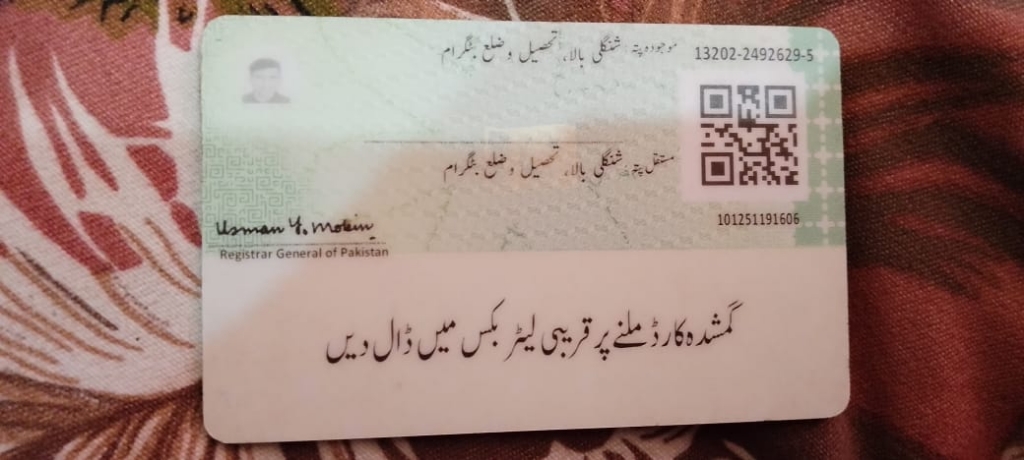 موجودہ پتہ: شنگلی بالا، تحصیل و ضلع بٹگرام
13202-2492629-5
مستقل پتہ: شنگلی بالا، تحصیل و ضلع بٹگرام
101251191606
Usman Y. Mobin
Registrar General of Pakistan
گمشدہ کارڈ ملنے پر قریبی لیٹر بکس میں ڈال دیں